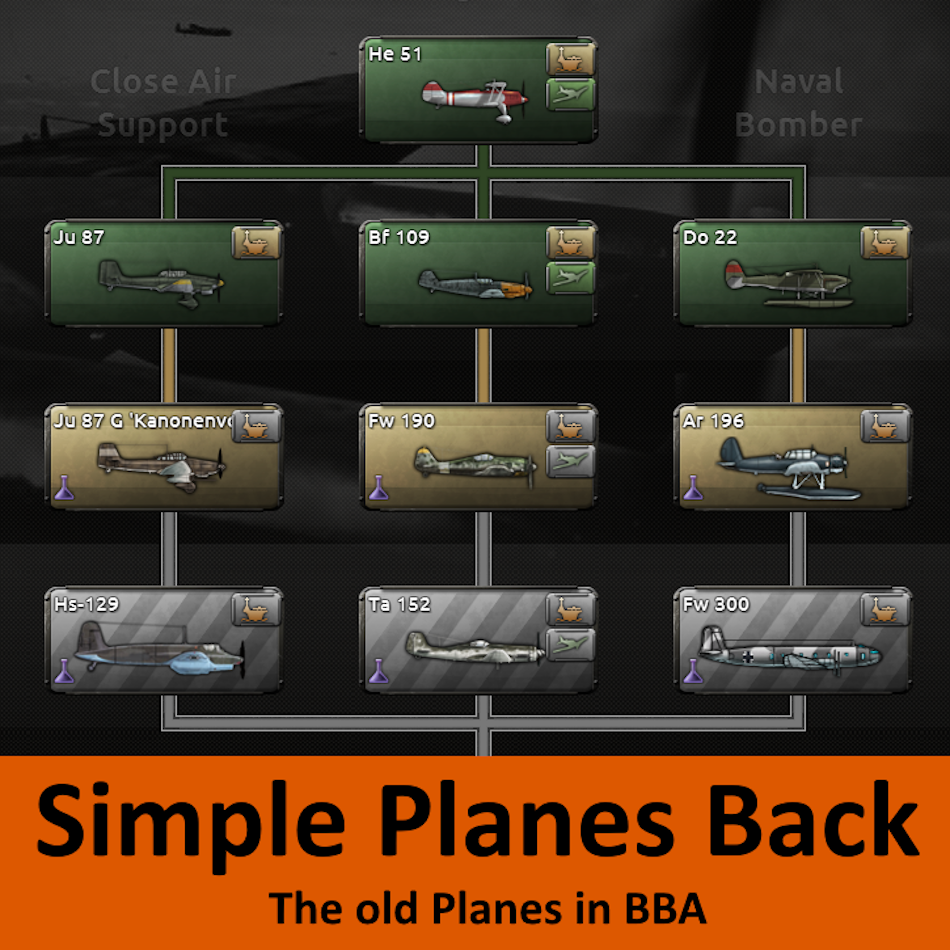 He 51
Close Air
Support
Naval
Bomber
Ju 87
Bf 109
Do 22
Ju 87 G 'Kanonenvo
Fw 190
Ar 196
Hs-129
Ta 152
Fw 300
Simple Planes Back
The old Planes in BBA